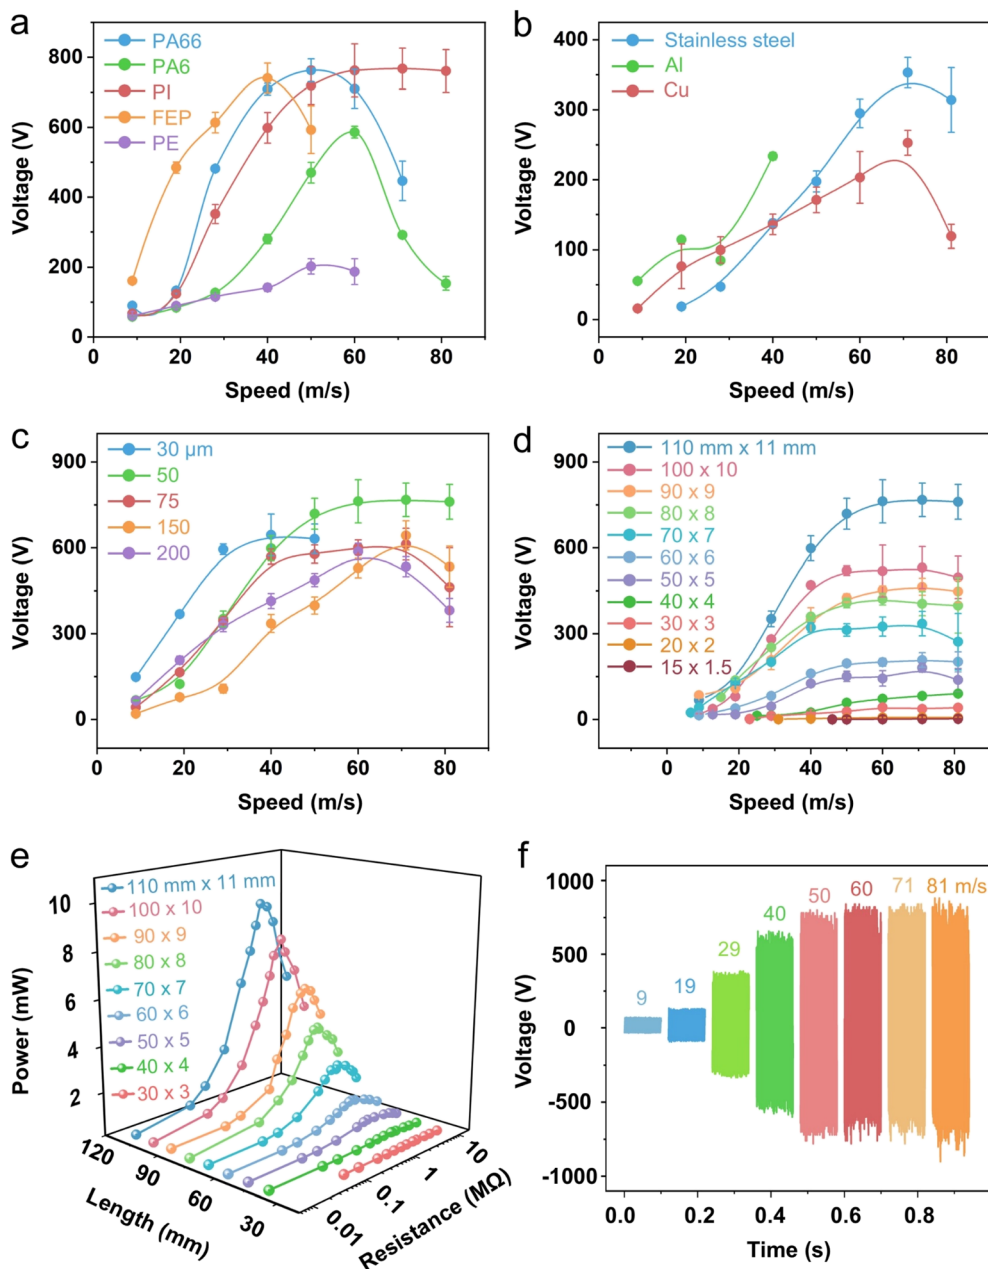 a
PA66
PA6
PI
FEP
PE
800
600
400
200
0
0 20 40 60 80
Voltage (V)
Speed (m/s)
b
Stainless steel
Al
Cu
400
300
200
100
0
0 20 40 60 80
Voltage (V)
Speed (m/s)
c
30 μm
50
75
150
200
900
600
300
0
0 20 40 60 80
Voltage (V)
Speed (m/s)
d
110 mm x 11 mm
100 x 10
90 x 9
80 x 8
70 x 7
60 x 6
50 x 5
40 x 4
30 x 3
20 x 2
15 x 1.5
900
600
300
0
0 20 40 60 80
Voltage (V)
Speed (m/s)
e
110 mm x 11 mm
100 x 10
90 x 9
80 x 8
70 x 7
60 x 6
50 x 5
40 x 4
30 x 3
10
8
6
4
2
Power (mW)
120
90
60
30
Length (mm)
0.01
0.1
1
10
Resistance (MΩ)
f
9
19
29
40
50
60
71
81 m/s
1000
500
0
-500
-1000
0.0 0.2 0.4 0.6 0.8
Voltage (V)
Time (s)